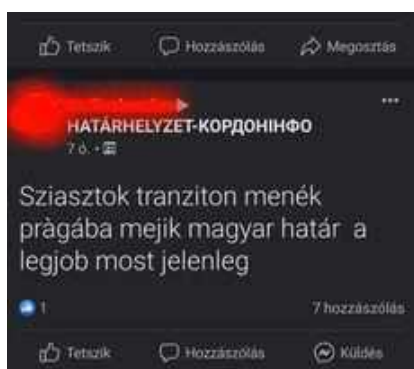 Tetszik Hozzászólás Megosztás
HATÁRHELYZET-КОРДОНІНФО
7 ó.
Sziasztok tranziton menék
pràgába mejik magyar határ a
legjob most jelenleg
1 7 hozzászólás
Tetszik Hozzászólás Küldés